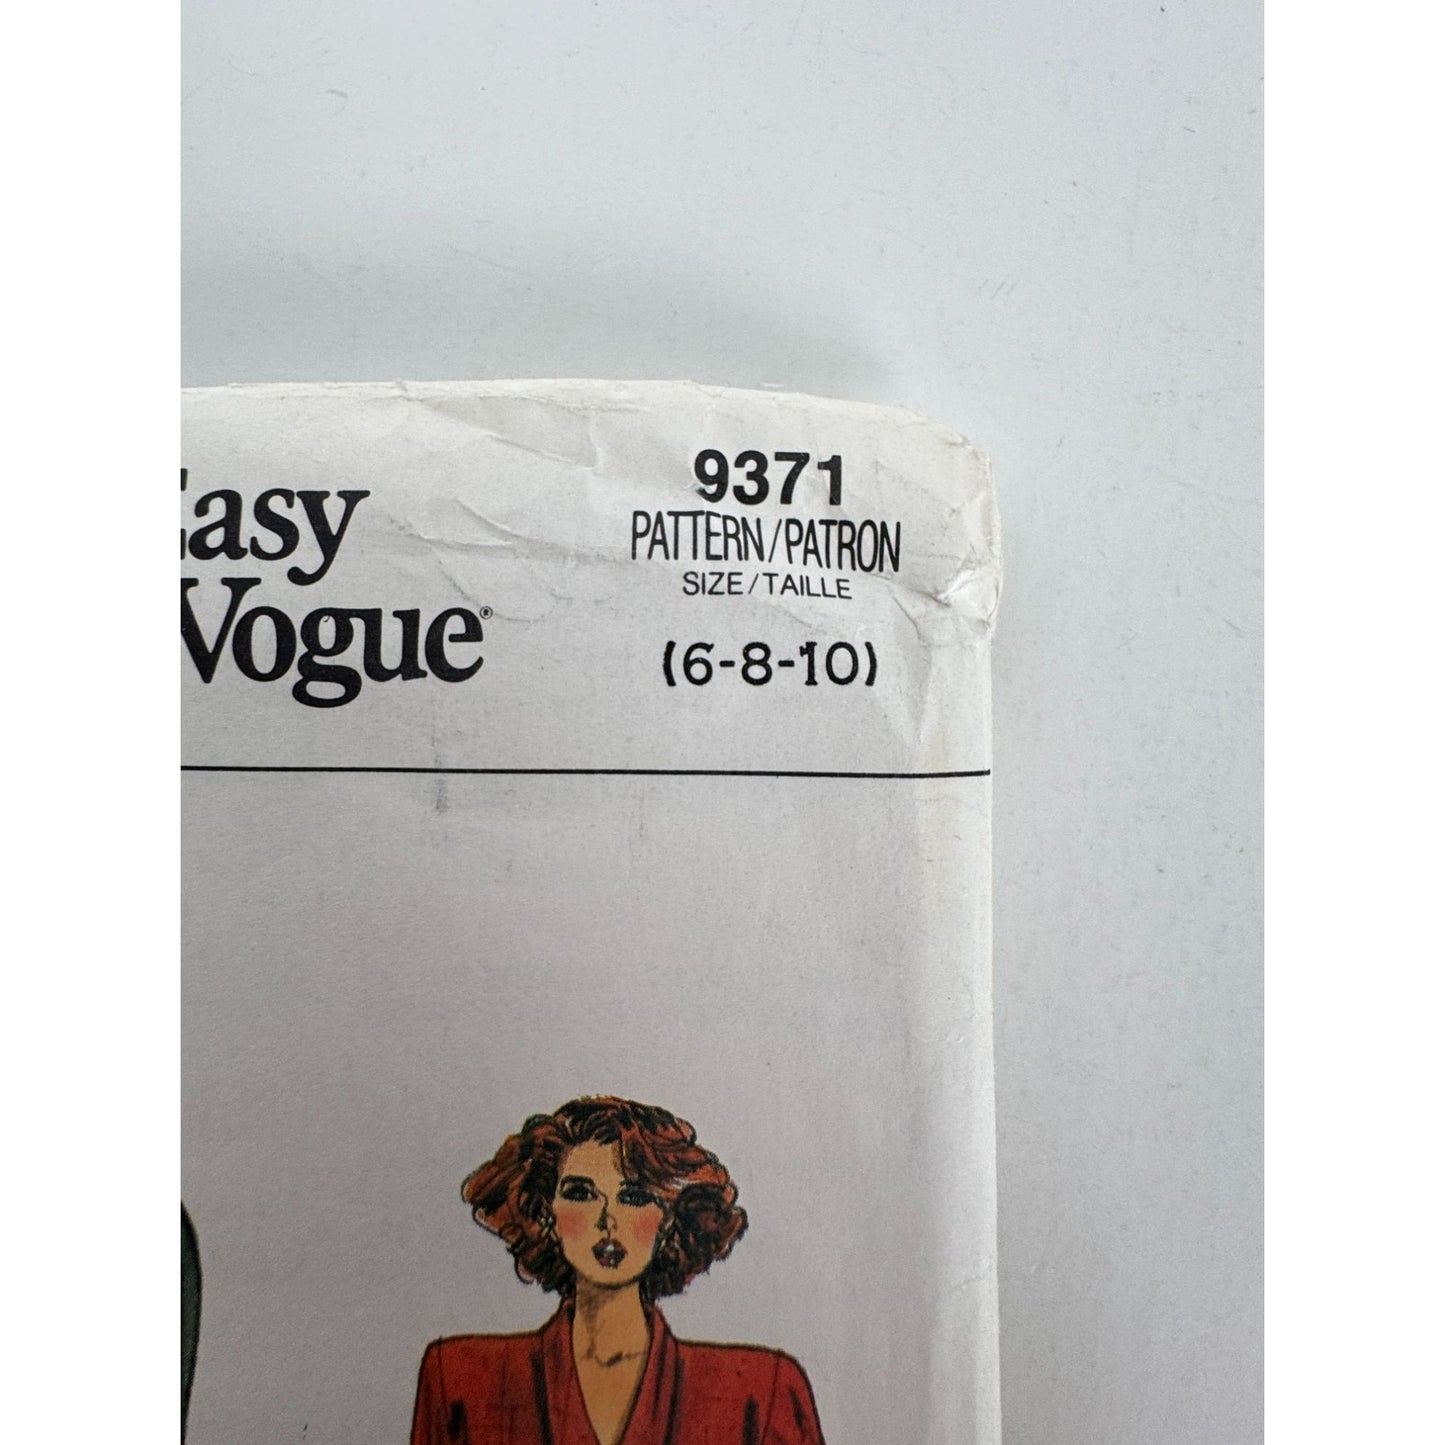 Easy
Vogue®
9371
PATTERN/PATRON
SIZE/TAILLE
(6-8-10)